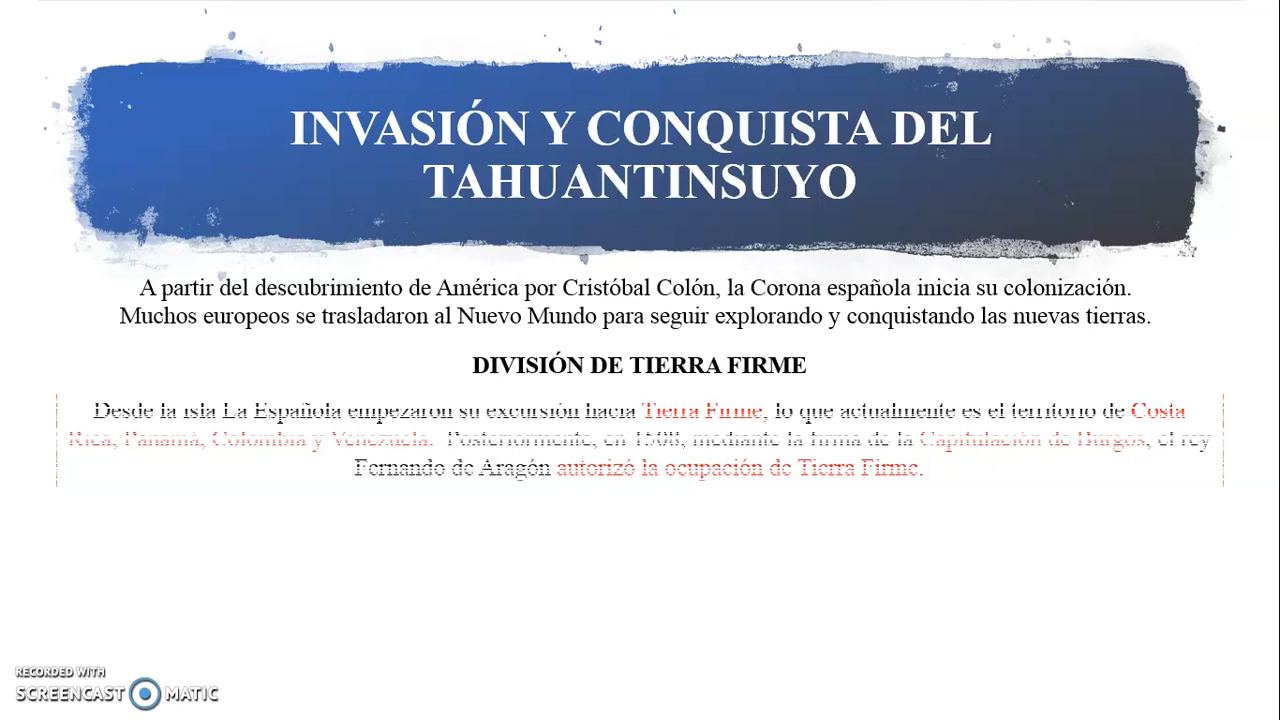 INVASIÓN Y CONQUISTA DEL
TAHUANTINSUYO
A partir del descubrimiento de América por Cristóbal Colón, la Corona española inicia su colonización.
Muchos europeos se trasladaron al Nuevo Mundo para seguir explorando y conquistando las nuevas tierras.
DIVISIÓN DE TIERRA FIRME
Desde la isla La Española empezaron su excursión hacia Tierra Firme, lo que actualmente es el territorio de Costa
Rica, Panamá, Colombia y Venezuela. Posteriormente, en 1508, mediante la firma de la Capitulación de Burgos, el rey
Fernando de Aragón autorizó la ocupación de Tierra Firme.
RECORDED WITH
SCREENCAST MATIC